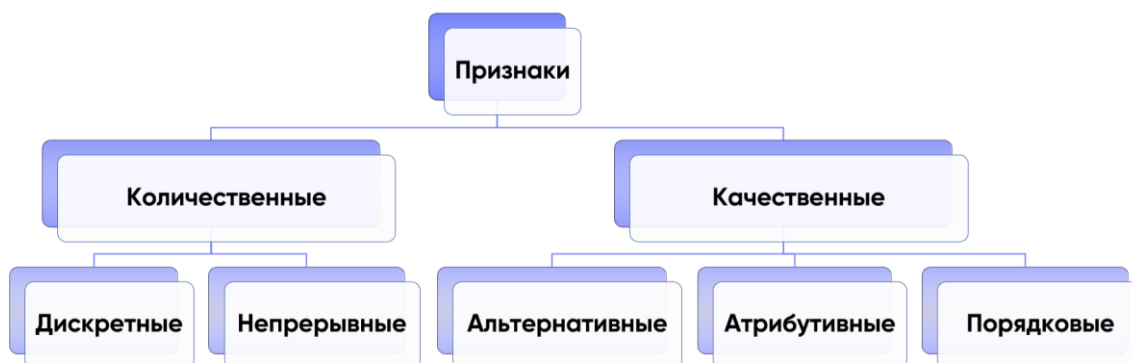 Признаки
Количественные
Качественные
Дискретные
Непрерывные
Альтернативные
Атрибутивные
Порядковые